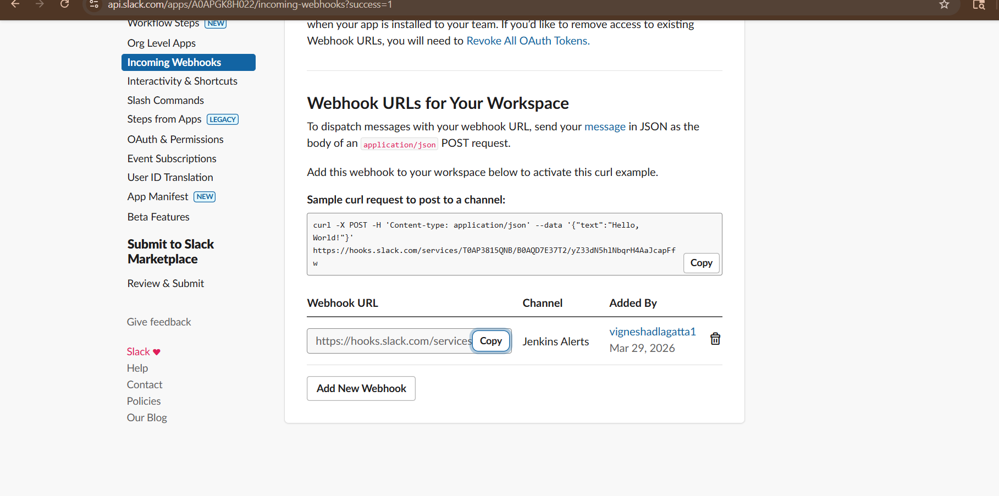 api.slack.com/apps/A0APGK8H022/incoming-webhooks?success=1
Workflow Steps NEW
Org Level Apps
Incoming Webhooks
Interactivity & Shortcuts
Slash Commands
Steps from Apps LEGACY
OAuth & Permissions
Event Subscriptions
User ID Translation
App Manifest NEW
Beta Features
Submit to Slack
Marketplace
Review & Submit
Give feedback
Slack
Help
Contact
Policies
Our Blog
when your app is installed to your team. If you'd like to remove access to existing
Webhook URLs, you will need to Revoke All OAuth Tokens.
Webhook URLs for Your Workspace
To dispatch messages with your webhook URL, send your message in JSON as the
body of an application/json POST request.
Add this webhook to your workspace below to activate this curl example.
Sample curl request to post to a channel:
curl -X POST -H 'Content-type: application/json' --data '{"text":"Hello,
World!"}'
https://hooks.slack.com/services/T0AP3815QNB/B0AQD7E37T2/yZ33dN5hlNbqrH4AaJcapFf
w
Copy
Webhook URL Channel Added By
https://hooks.slack.com/services Copy Jenkins Alerts vigneshadlagatta1
Mar 29, 2026
Add New Webhook